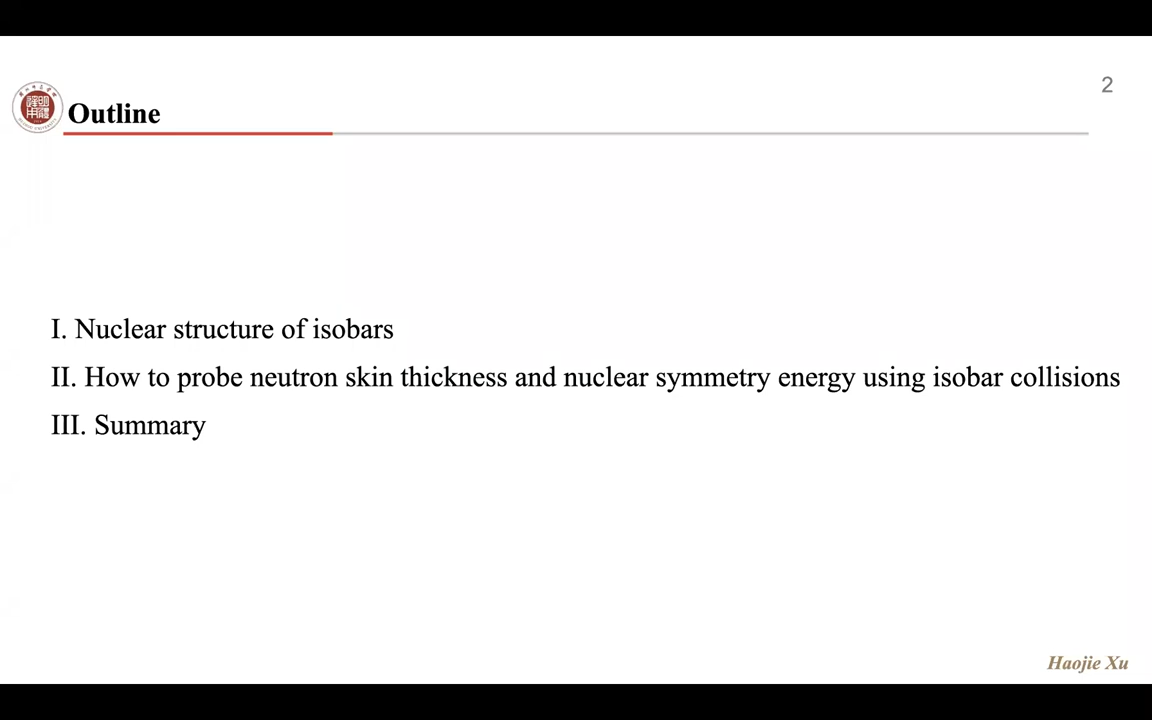 2
Outline
I. Nuclear structure of isobars
II. How to probe neutron skin thickness and nuclear symmetry energy using isobar collisions
III. Summary
Haojie Xu